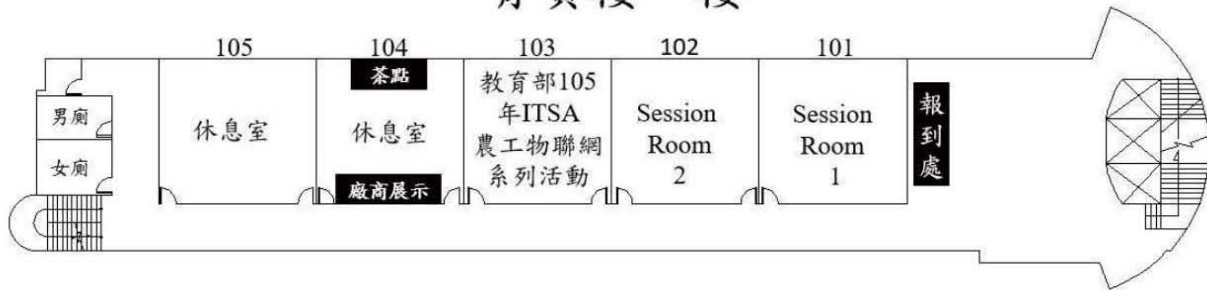 105
104
103
102
101
茶點
男廁
女廁
休息室
休息室
廠商展示
教育部105
年ITSA
農工物聯網
系列活動
Session
Room
2
Session
Room
1
報到處